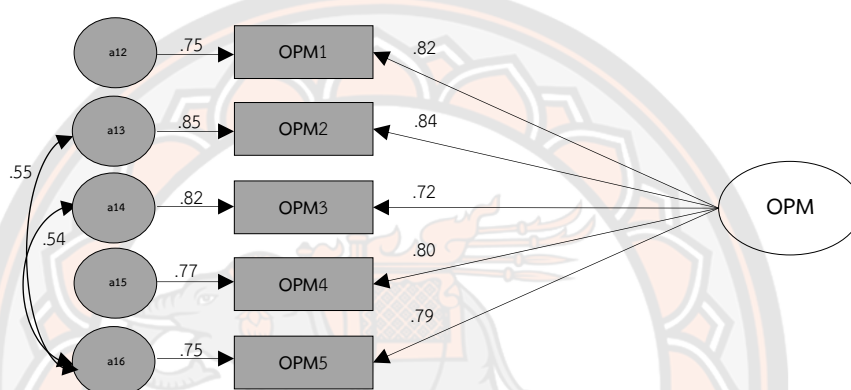 a12 .75 OPM1 .82
a13 .85 OPM2 .84
.55
a14 .82 OPM3 .72
OPM
.54
a15 .77 OPM4 .80
.79
a16 .75 OPM5